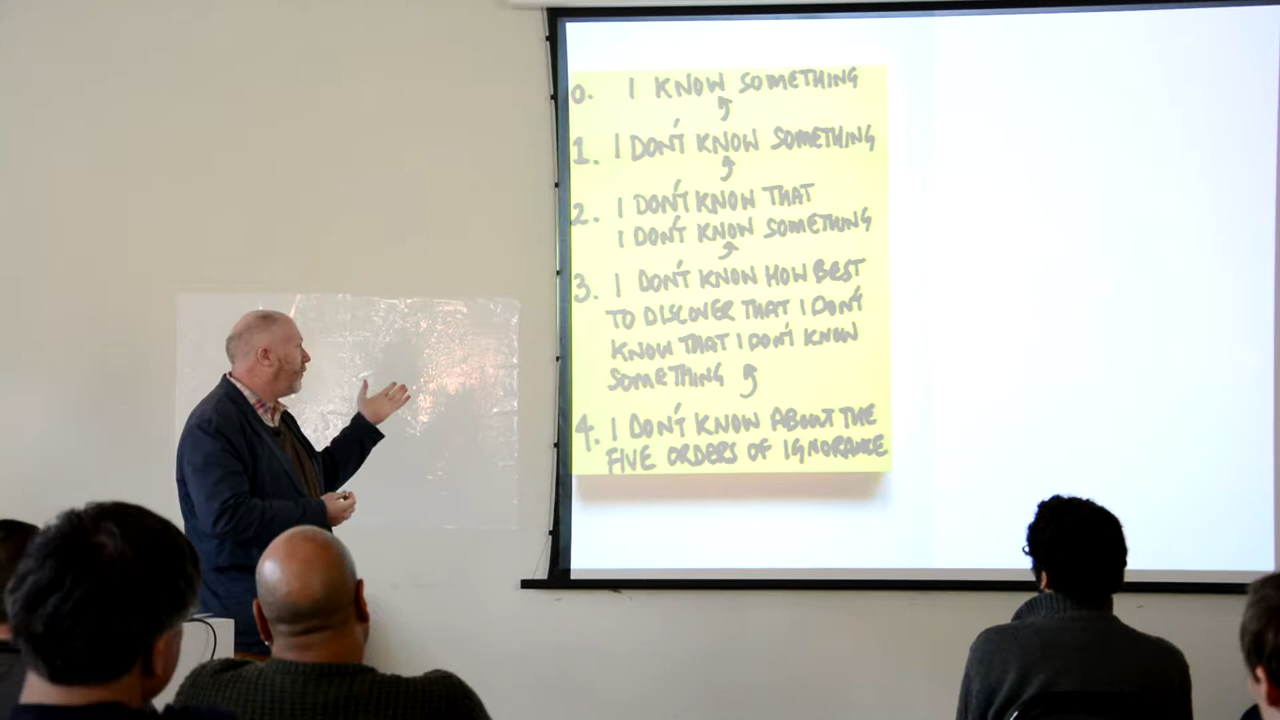 0. I KNOW SOMETHING
1. I DON'T KNOW SOMETHING
2. I DON'T KNOW THAT
I DON'T KNOW SOMETHING
3. I DON'T KNOW HOW BEST
TO DISCOVER THAT I DON'T
KNOW THAT I DON'T KNOW
SOMETHING
4. I DON'T KNOW ABOUT THE
FIVE ORDERS OF IGNORANCE